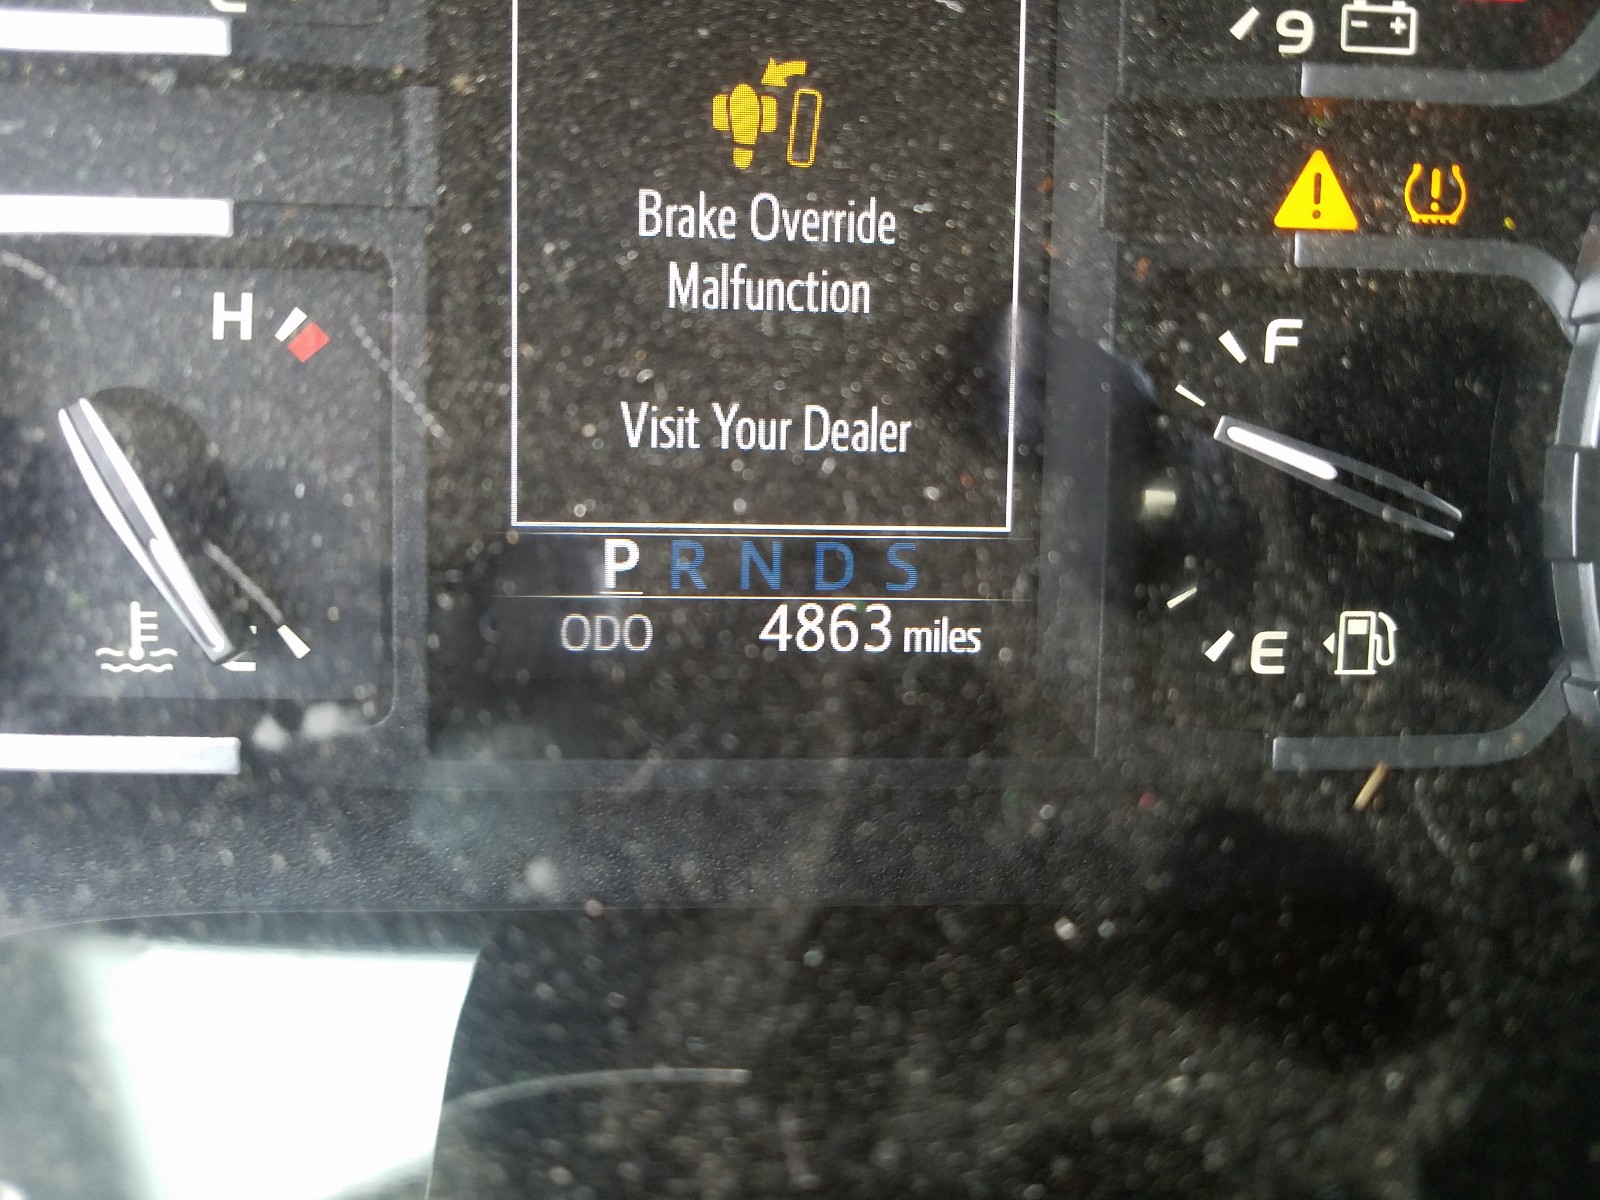 9
Brake Override
Malfunction
H
F
Visit Your Dealer
P R N D S
ODO 4863 miles
E